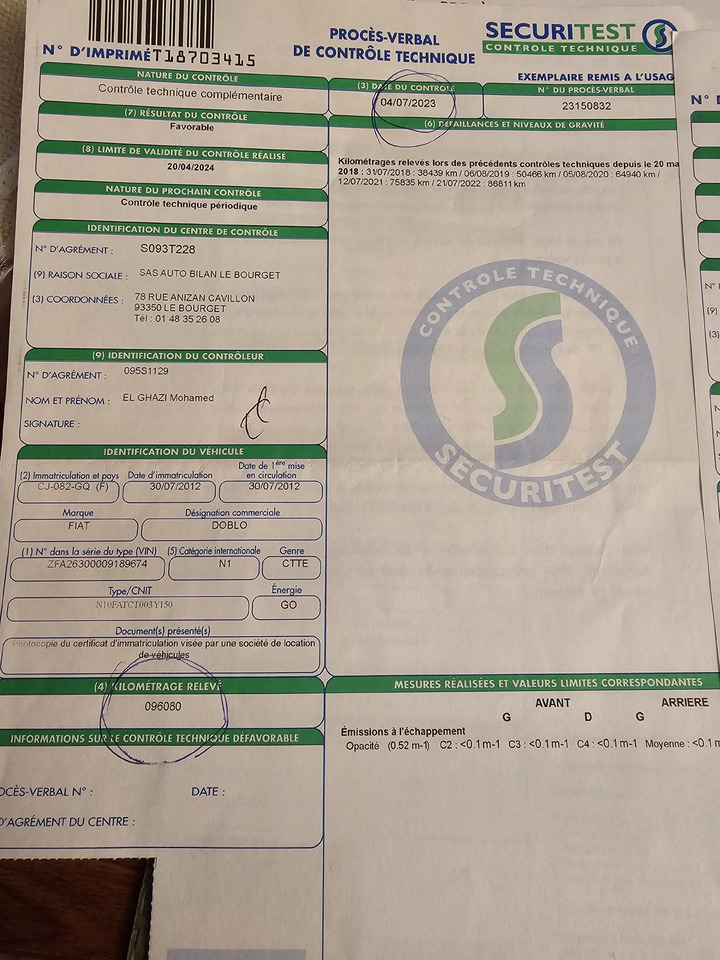 N° D'IMPRIMÉ T18703415
PROCÈS-VERBAL
DE CONTRÔLE TECHNIQUE
SECURITEST
CONTROLE TECHNIQUE
EXEMPLAIRE REMIS A L'USAG
NATURE DU CONTRÔLE
Contrôle technique complémentaire
(3) DATE DU CONTRÔLE
04/07/2023
N° DU PROCÈS-VERBAL
23150832
(7) RÉSULTAT DU CONTRÔLE
Favorable
(8) LIMITE DE VALIDITÉ DU CONTRÔLE RÉALISÉ
20/04/2024
NATURE DU PROCHAIN CONTRÔLE
Contrôle technique périodique
(6) DÉFAILLANCES ET NIVEAUX DE GRAVITÉ
Kilométrages relevés lors des précédents contrôles techniques depuis le 20 ma
2018 : 31/07/2018 : 38439 km / 06/08/2019 : 50466 km / 05/08/2020 : 64940 km /
12/07/2021 : 75835 km / 21/07/2022 : 86811 km
IDENTIFICATION DU CENTRE DE CONTRÔLE
N° D'AGRÉMENT : S093T228
(9) RAISON SOCIALE : SAS AUTO BILAN LE BOURGET
(3) COORDONNÉES : 78 RUE ANIZAN CAVILLON
93350 LE BOURGET
Tél : 01 48 35 26 08
(9) IDENTIFICATION DU CONTRÔLEUR
N° D'AGRÉMENT : 095S1129
NOM ET PRÉNOM : EL GHAZI Mohamed
SIGNATURE :
CONTROLE TECHNIQUE
SECURITEST
IDENTIFICATION DU VÉHICULE
(2) Immatriculation et pays Date d'immatriculation Date de 1ère mise
en circulation
CJ-082-GQ (F) 30/07/2012 30/07/2012
Marque Désignation commerciale
FIAT DOBLO
(1) N° dans la série du type (VIN) (5) Catégorie internationale Genre
ZFA26300009189674 N1 CTTE
Type/CNIT Énergie
N10FATCT003Y150 GO
Document(s) présenté(s)
Photocopie du certificat d'immatriculation visée par une société de location
de véhicules
(4) KILOMÉTRAGE RELEVÉ
096080
INFORMATIONS SUR LE CONTRÔLE TECHNIQUE DÉFAVORABLE
OCÈS-VERBAL N° : DATE :
D'AGRÉMENT DU CENTRE :
MESURES RÉALISÉES ET VALEURS LIMITES CORRESPONDANTES
AVANT ARRIERE
G D G
Émissions à l'échappement
Opacité (0.52 m-1) C2 : <0.1 m-1 C3 : <0.1 m-1 C4 : <0.1 m-1 Moyenne : <0.1 m
N° D
N°
(9)
(3)